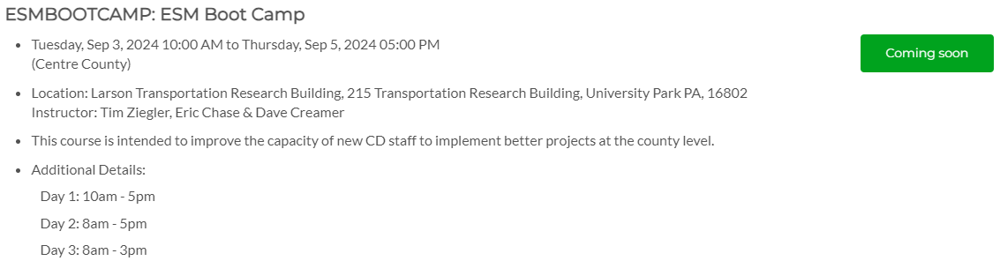 ESMBOOTCAMP: ESM Boot Camp
Tuesday, Sep 3, 2024 10:00 AM to Thursday, Sep 5, 2024 05:00 PM
(Centre County)
Coming soon
Location: Larson Transportation Research Building, 215 Transportation Research Building, University Park PA, 16802
Instructor: Tim Ziegler, Eric Chase & Dave Creamer
This course is intended to improve the capacity of new CD staff to implement better projects at the county level.
Additional Details:
Day 1: 10am - 5pm
Day 2: 8am - 5pm
Day 3: 8am - 3pm